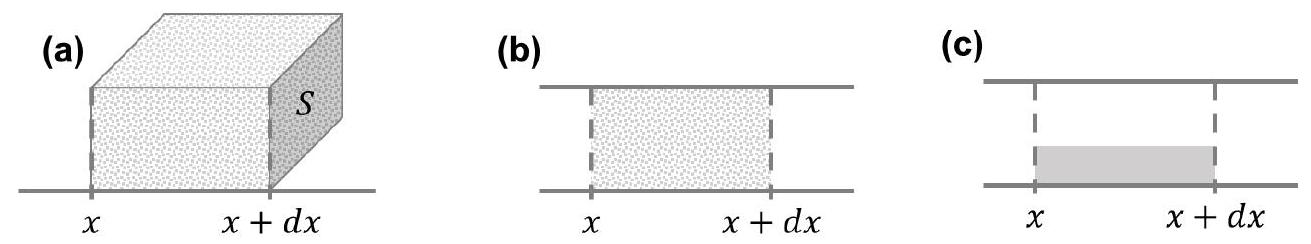 (a)
S
x
x + dx
(b)
x
x + dx
(c)
x
x + dx